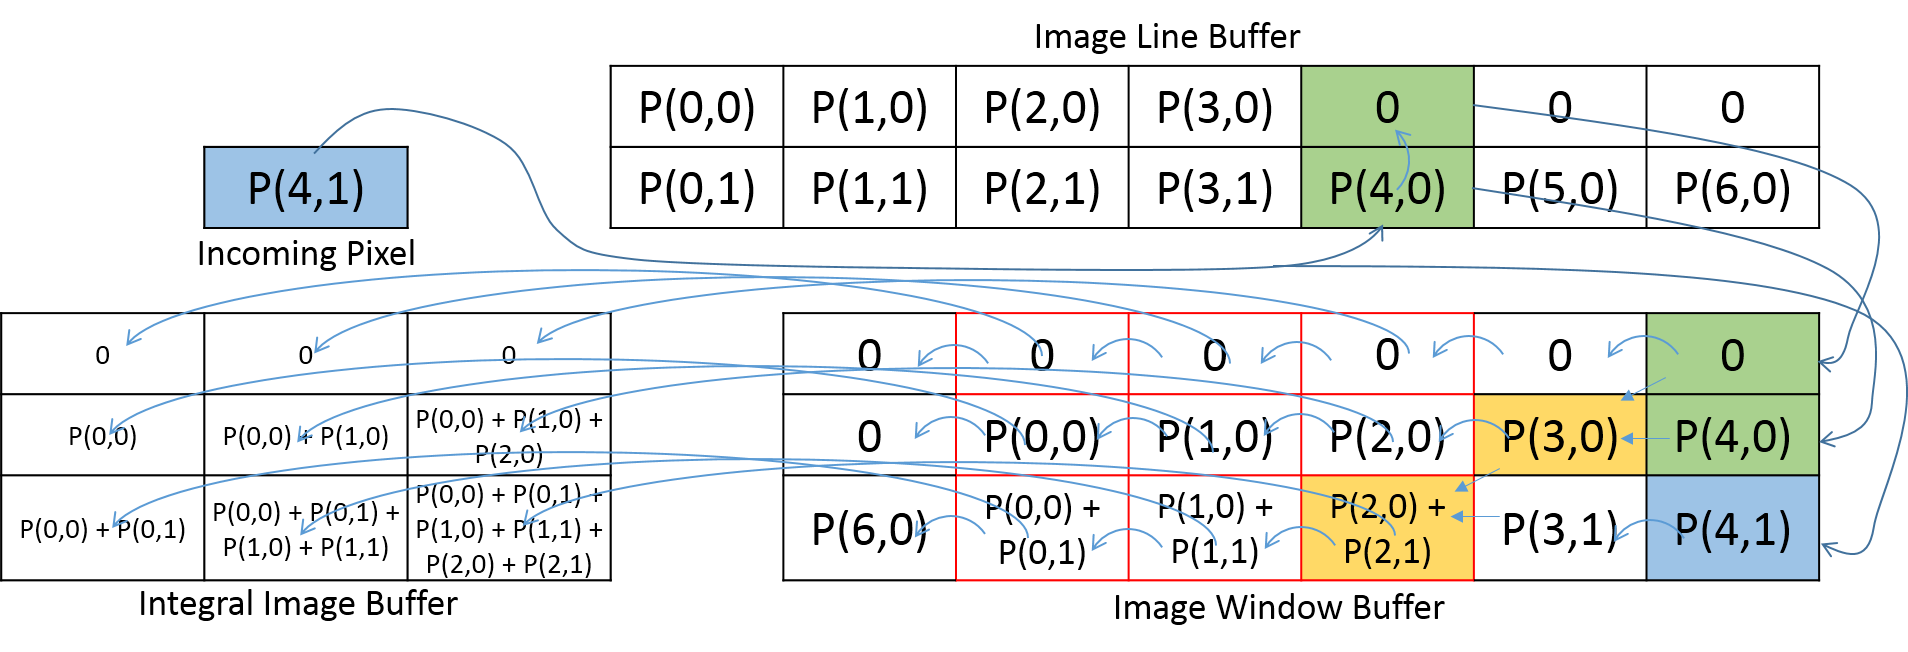 Image Line Buffer
P(0,0) P(1,0) P(2,0) P(3,0) 0 0 0
P(0,1) P(1,1) P(2,1) P(3,1) P(4,0) P(5,0) P(6,0)
P(4,1)
Incoming Pixel
0 0 0
P(0,0) P(0,0) + P(1,0) P(0,0) + P(1,0) +
P(2,0)
P(0,0) + P(0,1) P(0,0) + P(0,1) + P(0,0) + P(0,1) +
P(1,0) + P(1,1) P(1,0) + P(1,1) +
P(2,0) + P(2,1)
Integral Image Buffer
0 0 0 0 0 0
0 P(0,0) P(1,0) P(2,0) P(3,0) P(4,0)
P(6,0) P(0,0) + P(1,0) + P(2,0) + P(3,1) P(4,1)
P(0,1) P(1,1) P(2,1)
Image Window Buffer